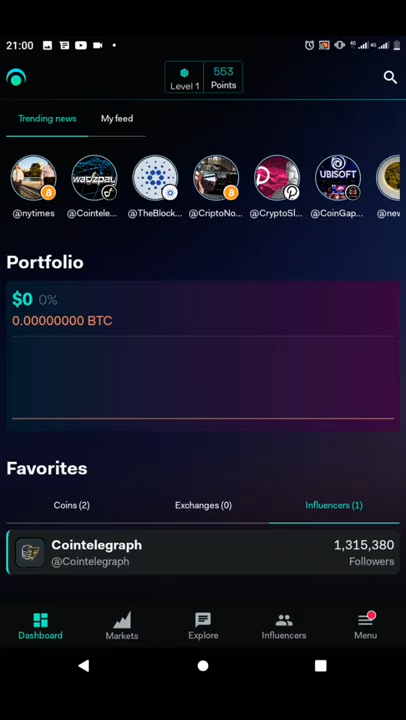 21:00
Level 1
553
Points
Trending news
My feed
WADZPAY
UBISOFT
@nytimes
@Cointele...
@TheBlock...
@CriptoNo...
@CryptoSl...
@CoinGap...
@new
Portfolio
$0 0%
0.00000000 BTC
Favorites
Coins (2)
Exchanges (0)
Influencers (1)
Cointelegraph
@Cointelegraph
1,315,380
Followers
Dashboard
Markets
Explore
Influencers
Menu